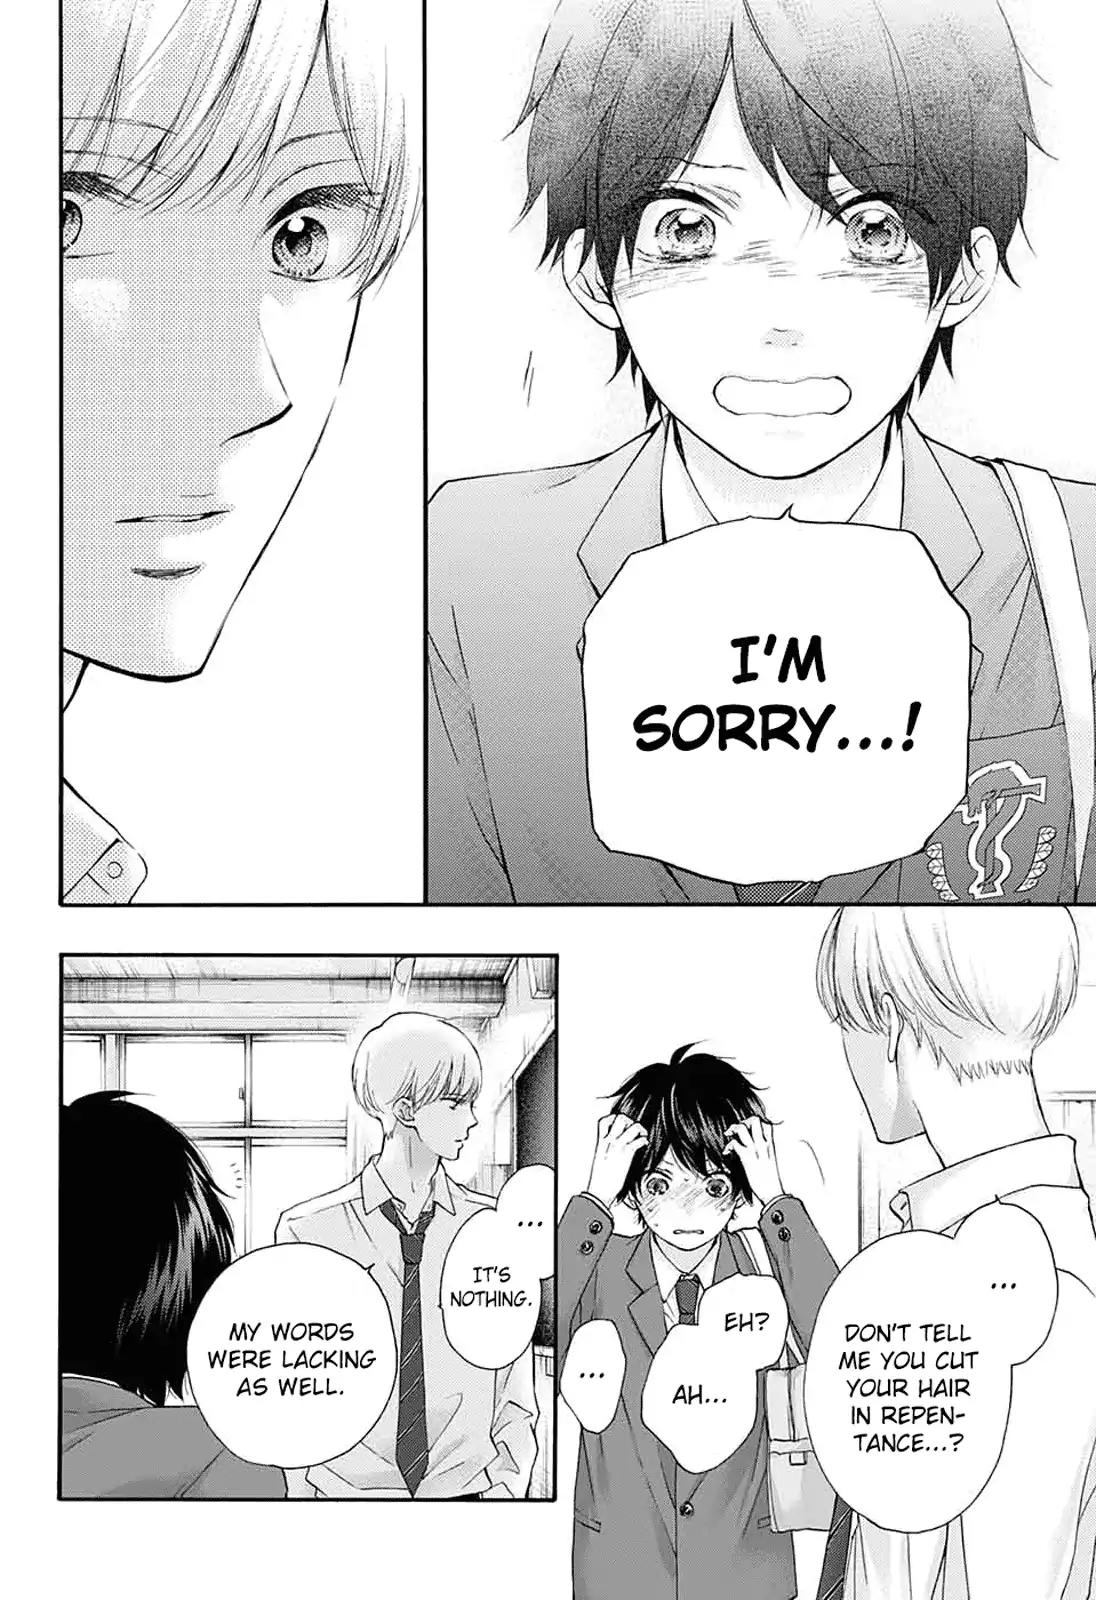 I'M
SORRY...!
...
DON'T TELL
ME YOU CUT
YOUR HAIR
IN REPEN-
TANCE...?
EH?
AH...
...
...
IT'S
NOTHING.
MY WORDS
WERE LACKING
AS WELL.